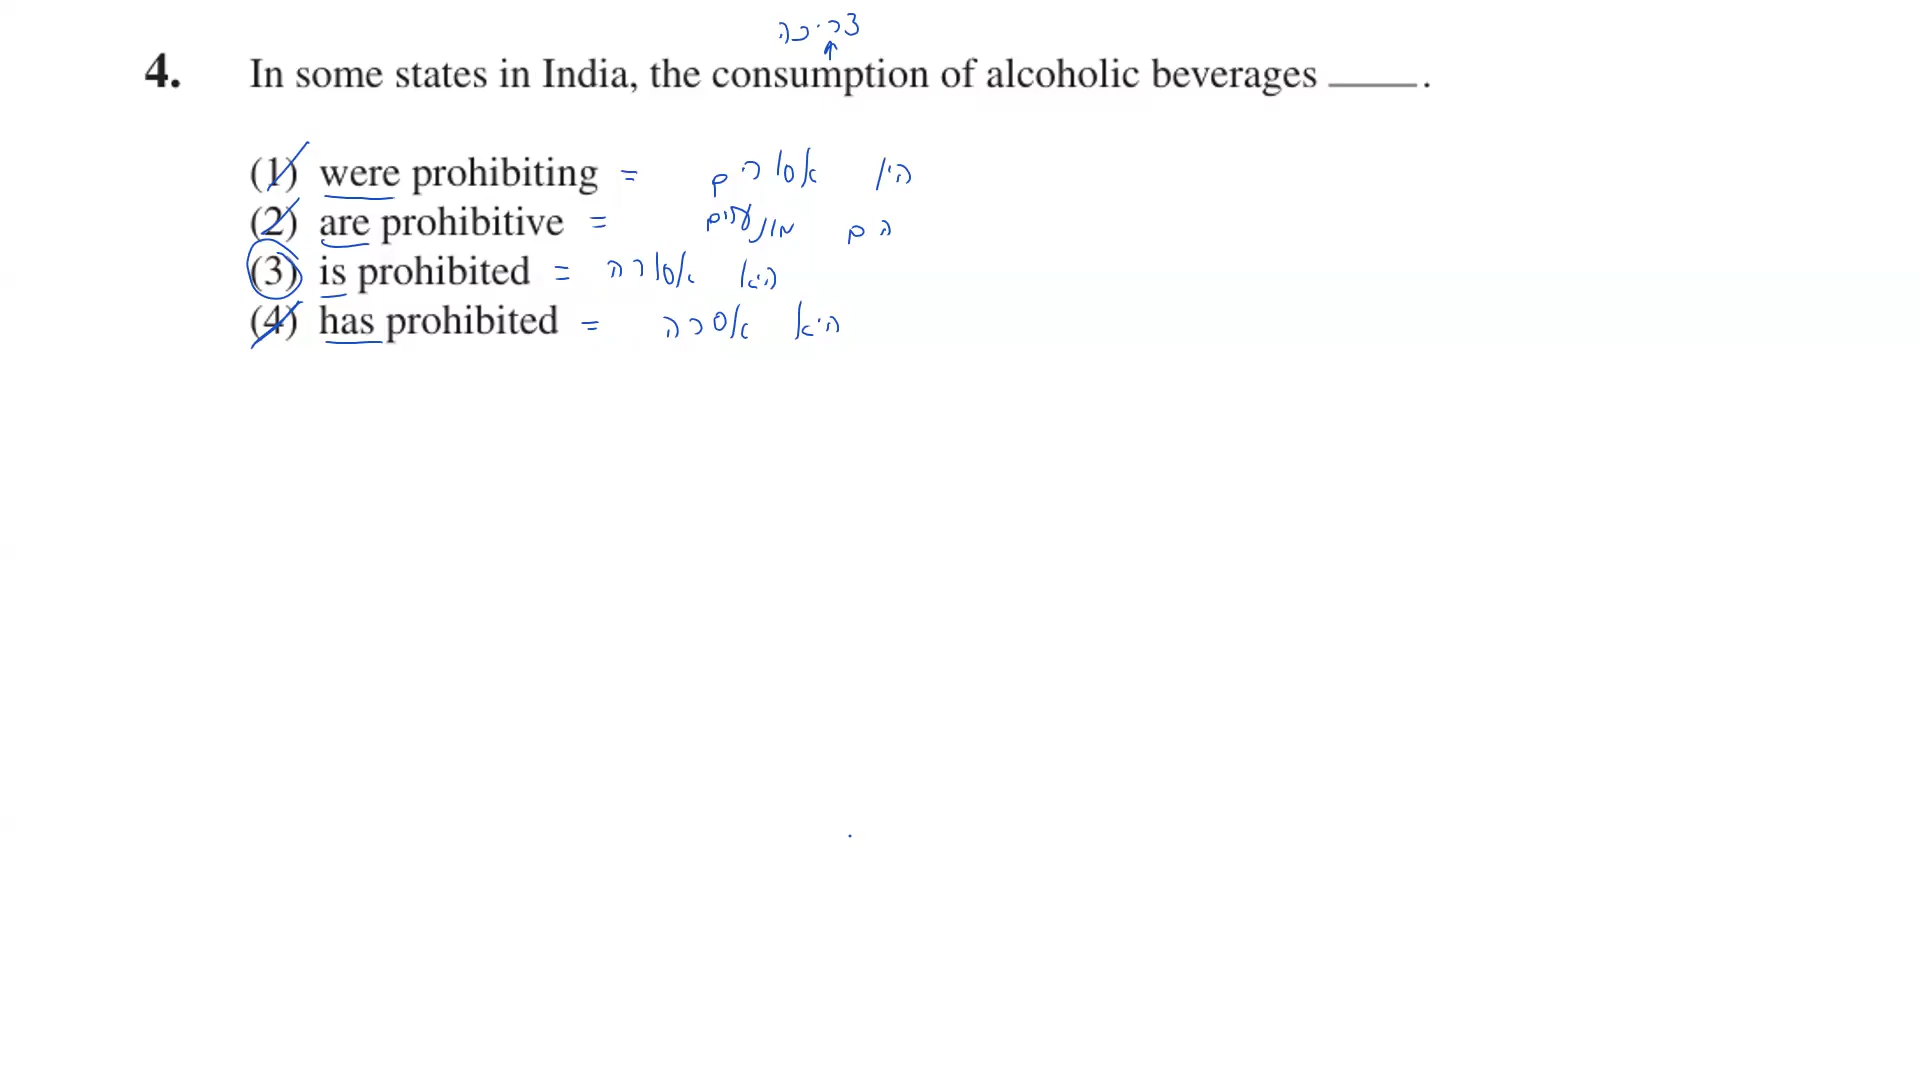 צריכה
4. In some states in India, the consumption of alcoholic beverages _____.
(1) were prohibiting = היו אסורים
(2) are prohibitive = הם מונעים
(3) is prohibited = היא אסורה
(4) has prohibited = היא אסרה